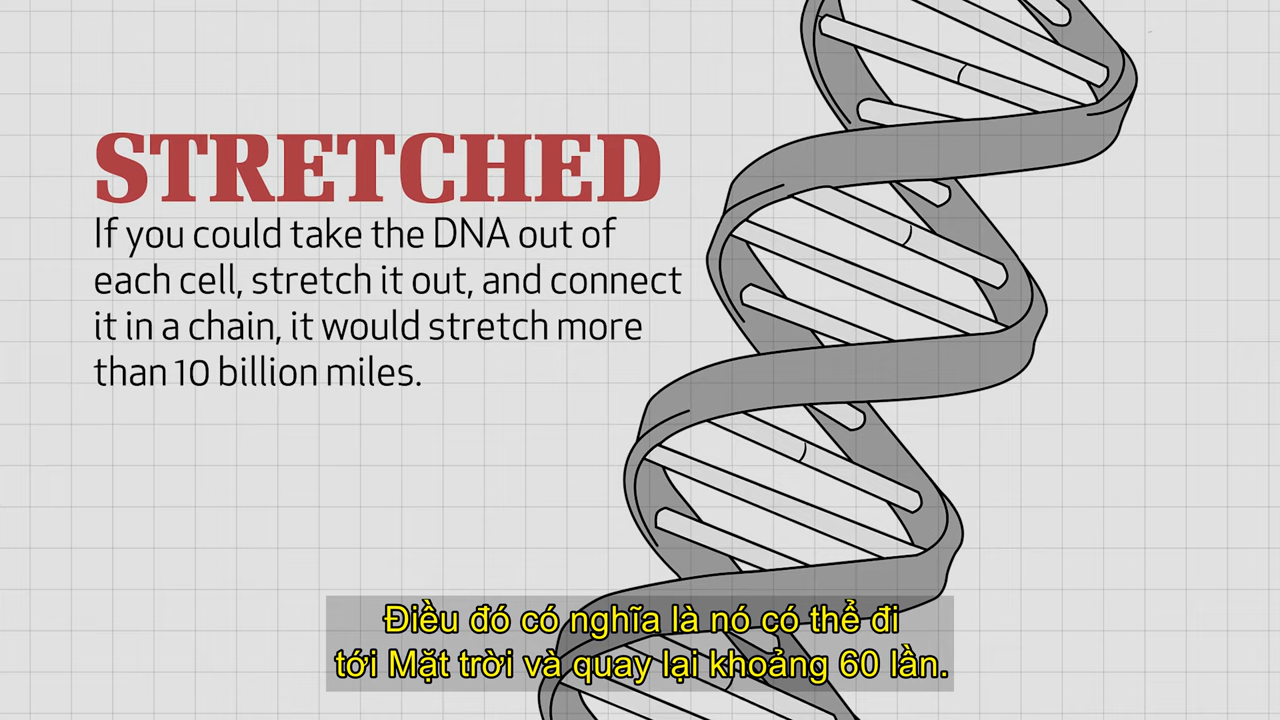 STRETCHED
If you could take the DNA out of
each cell, stretch it out, and connect
it in a chain, it would stretch more
than 10 billion miles.
Điều đó có nghĩa là nó có thể đi
tới Mặt trời và quay lại khoảng 60 lần.